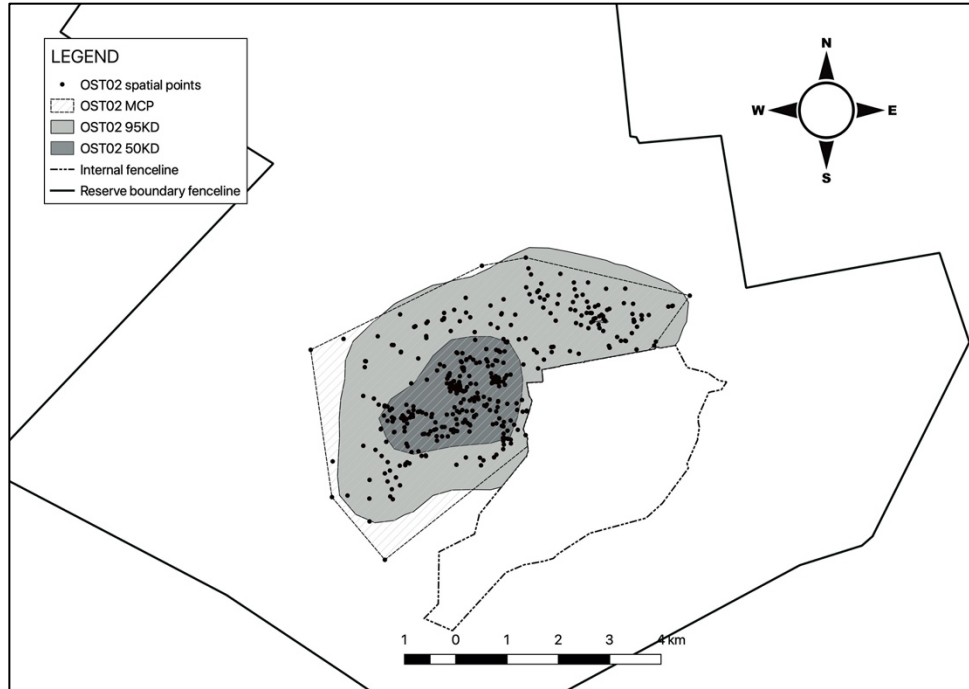 LEGEND
OST02 spatial points
OST02 MCP
OST02 95KD
OST02 50KD
Internal fenceline
Reserve boundary fenceline
N
W E
S
1 0 1 2 3 4 km